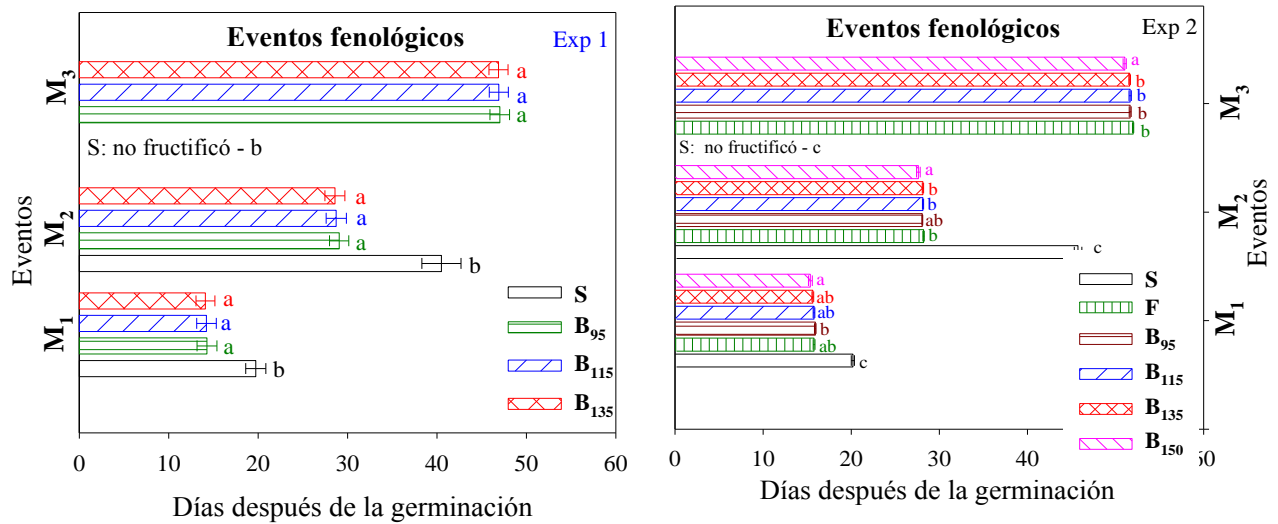 Eventos fenológicos
Exp 1
Eventos
M3
a
a
a
S: no fructificó - b
M2
a
a
a
b
M1
a
a
a
b
S
B95
B115
B135
0 10 20 30 40 50 60
Días después de la germinación
Eventos fenológicos
Exp 2
a
b
b
b
b
M3
S: no fructificó - c
a
b
b
ab
b
c
M2
Eventos
a
ab
ab
b
ab
c
M1
S
F
B95
B115
B135
B150
0 10 20 30 40 50 60
Días después de la germinación